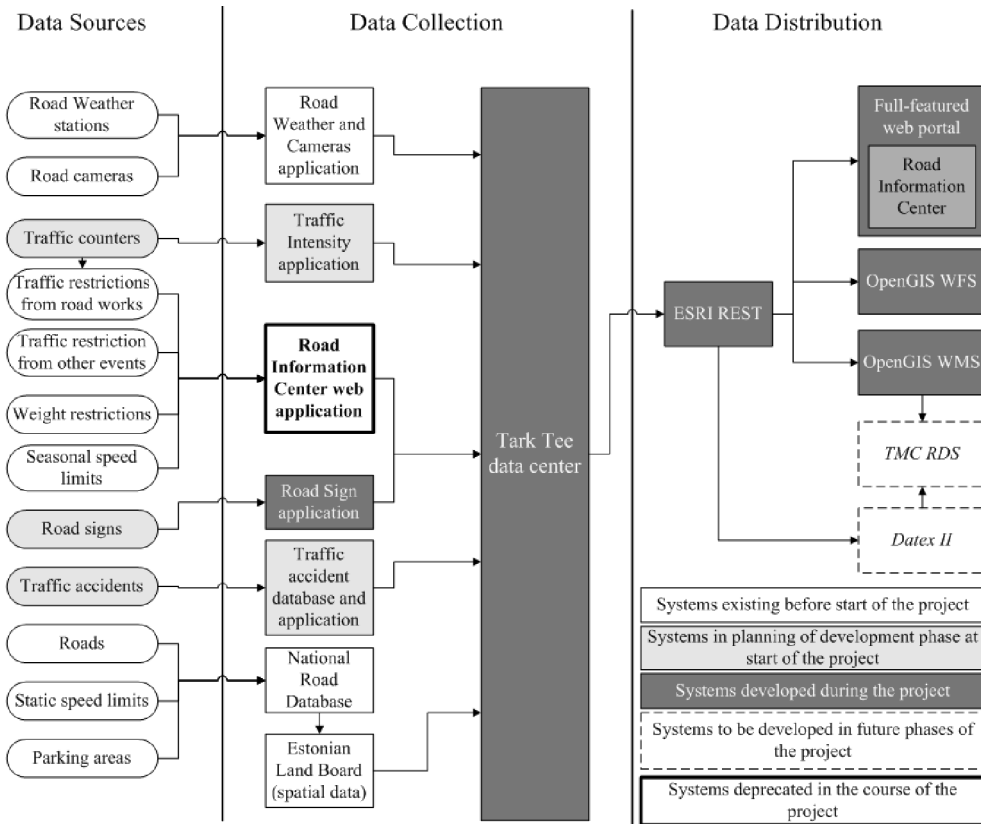 Data Sources
Data Collection
Data Distribution
Road Weather
stations
Road cameras
Traffic counters
Traffic restrictions
from road works
Traffic restriction
from other events
Weight restrictions
Seasonal speed
limits
Road signs
Traffic accidents
Roads
Static speed limits
Parking areas
Road
Weather and
Cameras
application
Traffic
Intensity
application
Road
Information
Center web
application
Road Sign
application
Traffic
accident
database and
application
National
Road
Database
Estonian
Land Board
(spatial data)
Tark Tee
data center
ESRI REST
Full-featured
web portal
Road
Information
Center
OpenGIS WFS
OpenGIS WMS
TMC RDS
Datex II
Systems existing before start of the project
Systems in planning of development phase at
start of the project
Systems developed during the project
Systems to be developed in future phases of
the project
Systems deprecated in the course of the
project